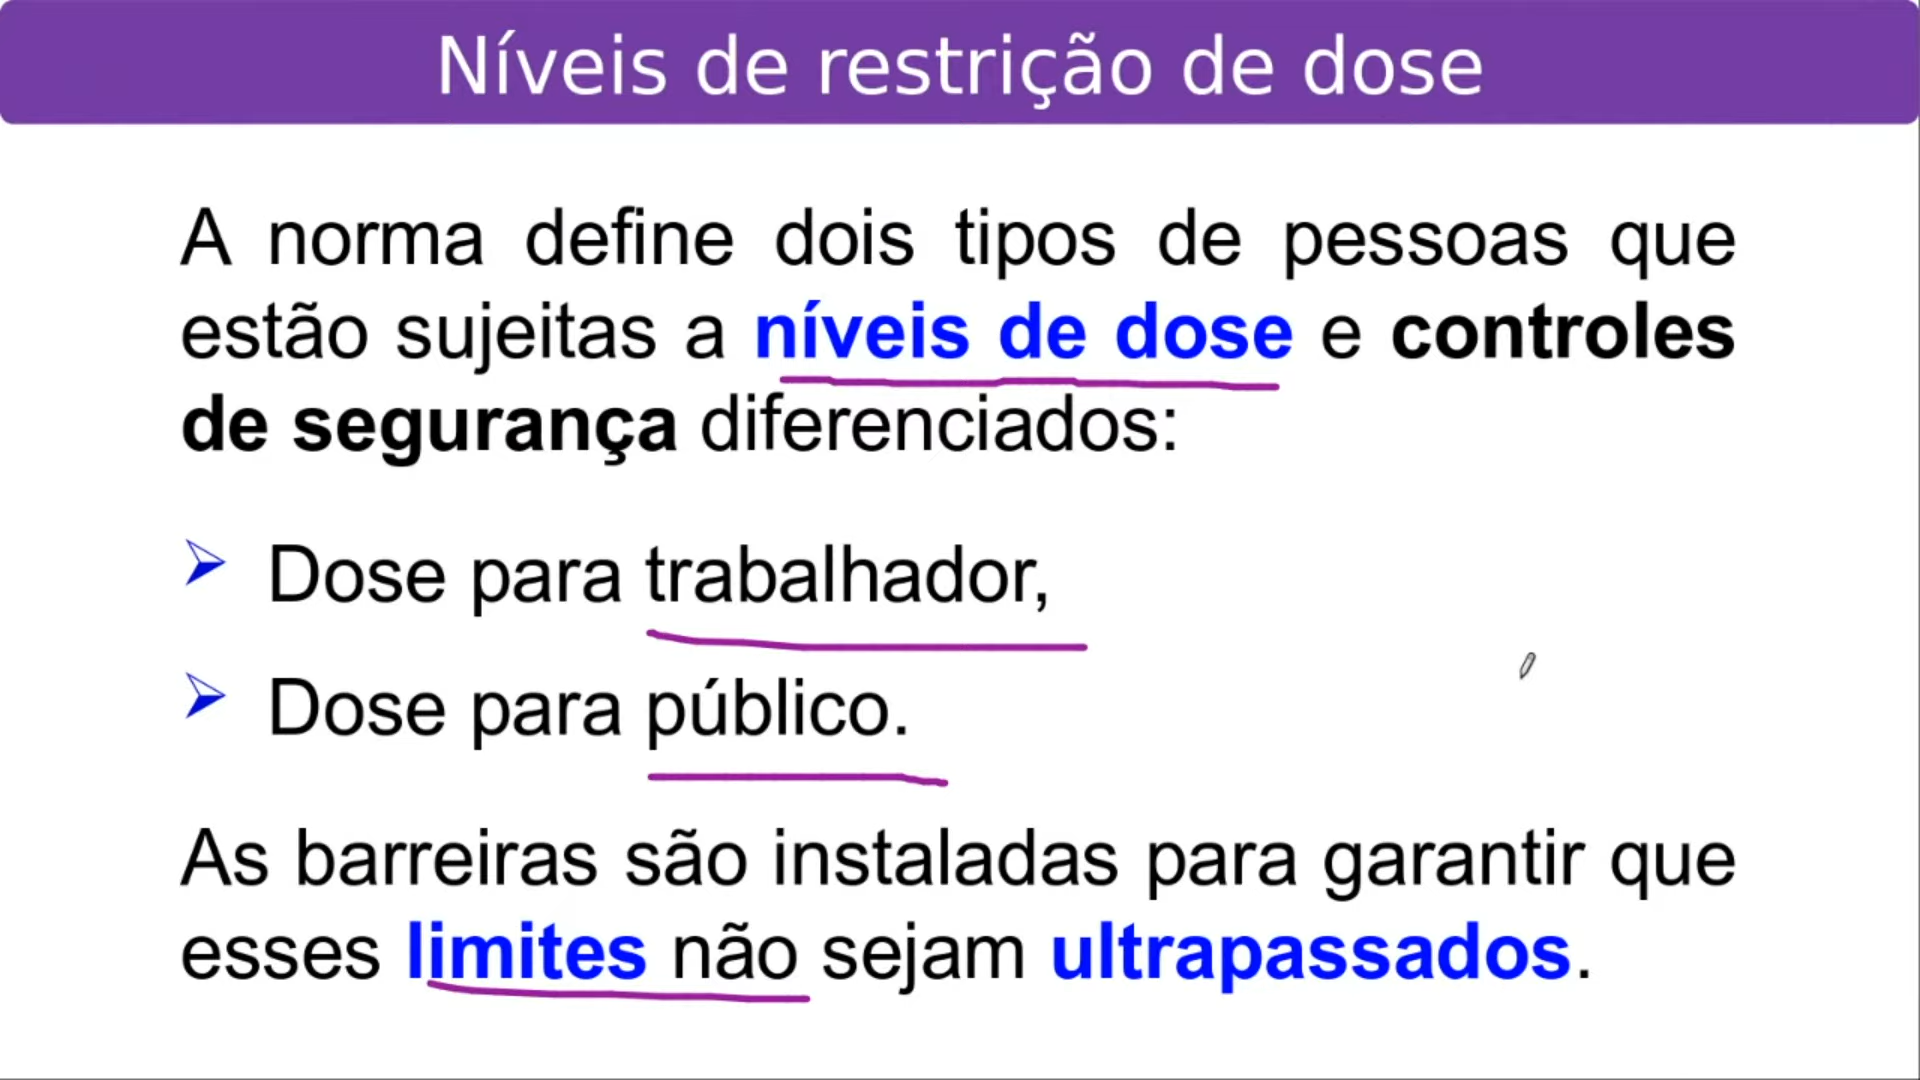 Níveis de restrição de dose
A norma define dois tipos de pessoas que
estão sujeitas a níveis de dose e controles
de segurança diferenciados:
Dose para trabalhador,
Dose para público.
As barreiras são instaladas para garantir que
esses limites não sejam ultrapassados.